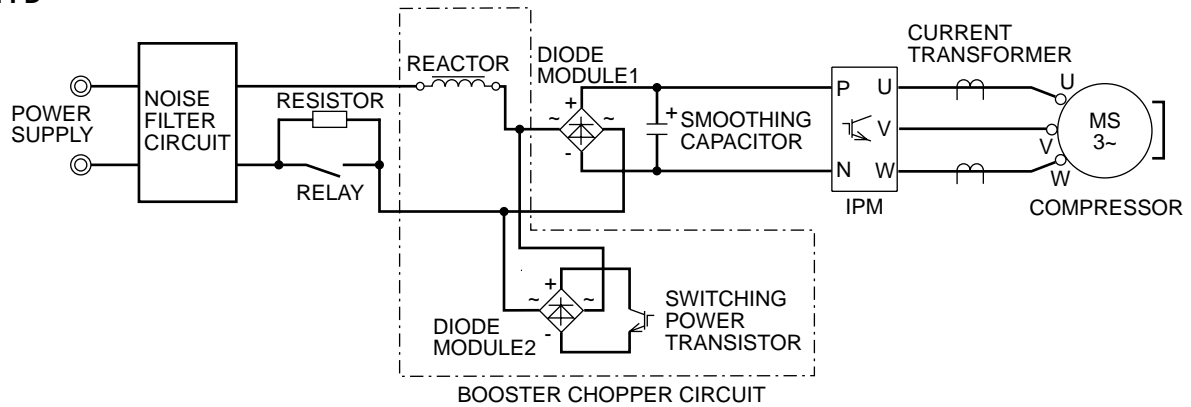 POWER
SUPPLY
NOISE
FILTER
CIRCUIT
RESISTOR
RELAY
REACTOR
DIODE
MODULE1
+
~
~
-
+
SMOOTHING
CAPACITOR
P
U
V
N
W
IPM
CURRENT
TRANSFORMER
U
V
W
MS
3~
COMPRESSOR
+
~
~
-
DIODE
MODULE2
SWITCHING
POWER
TRANSISTOR
BOOSTER CHOPPER CIRCUIT